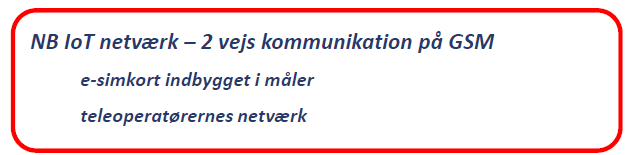 NB IoT netværk – 2 vejs kommunikation på GSM
e-simkort indbygget i måler
teleoperatørernes netværk